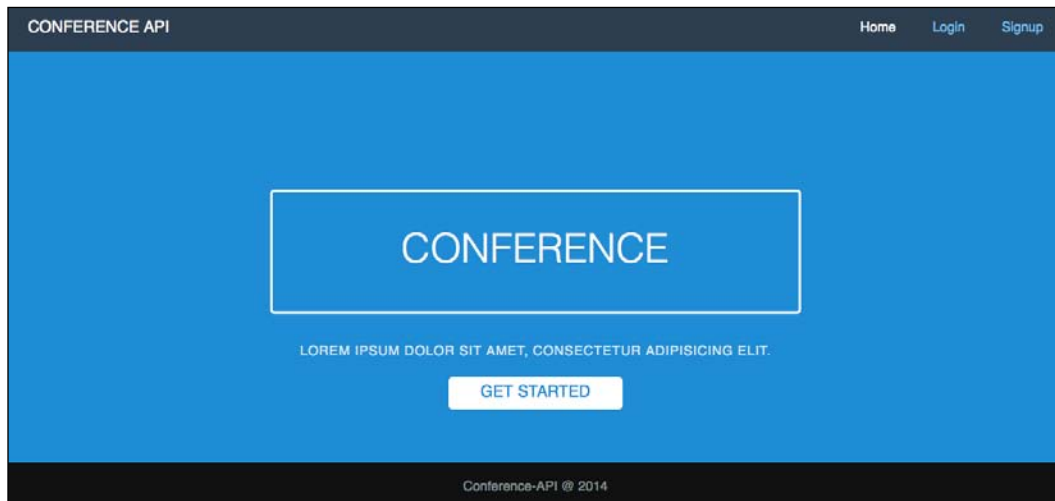 CONFERENCE API
Home Login Signup
CONFERENCE
LOREM IPSUM DOLOR SIT AMET, CONSECTETUR ADIPISICING ELIT.
GET STARTED
Conference-API @ 2014